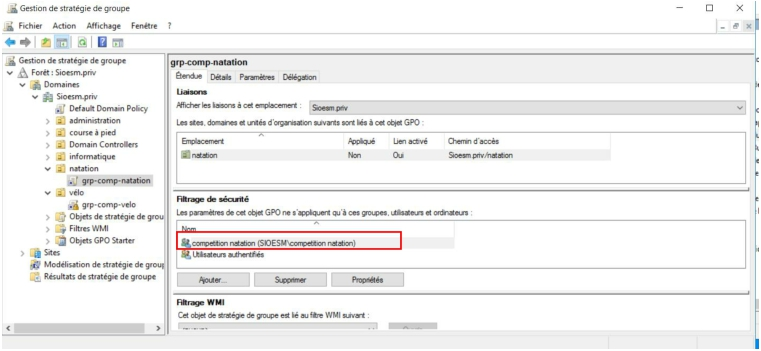 Gestion de stratégie de groupe
Fichier Action Affichage Fenêtre ?
Gestion de stratégie de groupe
Forêt : Sioesm.priv
Domaines
Sioesm.priv
Default Domain Policy
administration
course à pied
Domain Controllers
informatique
natation
grp-comp-natation
vélo
grp-comp-velo
Objets de stratégie de grou
Filtres WMI
Objets GPO Starter
Sites
Modélisation de stratégie de group
Résultats de stratégie de groupe
grp-comp-natation
Étendue Détails Paramètres Délégation
Liaisons
Afficher les liaisons à cet emplacement : Sioesm.priv
Les sites, domaines et unités d'organisation suivants sont liés à cet objet GPO :
Emplacement Appliqué Lien activé Chemin d'accès
natation Non Oui Sioesm.priv/natation
Filtrage de sécurité
Les paramètres de cet objet GPO ne s'appliquent qu'à ces groupes, utilisateurs et ordinateurs :
Nom
competition natation (SIOESM\competition natation)
Utilisateurs authentifiés
Ajouter... Supprimer Propriétés
Filtrage WMI
Cet objet de stratégie de groupe est lié au filtre WMI suivant :